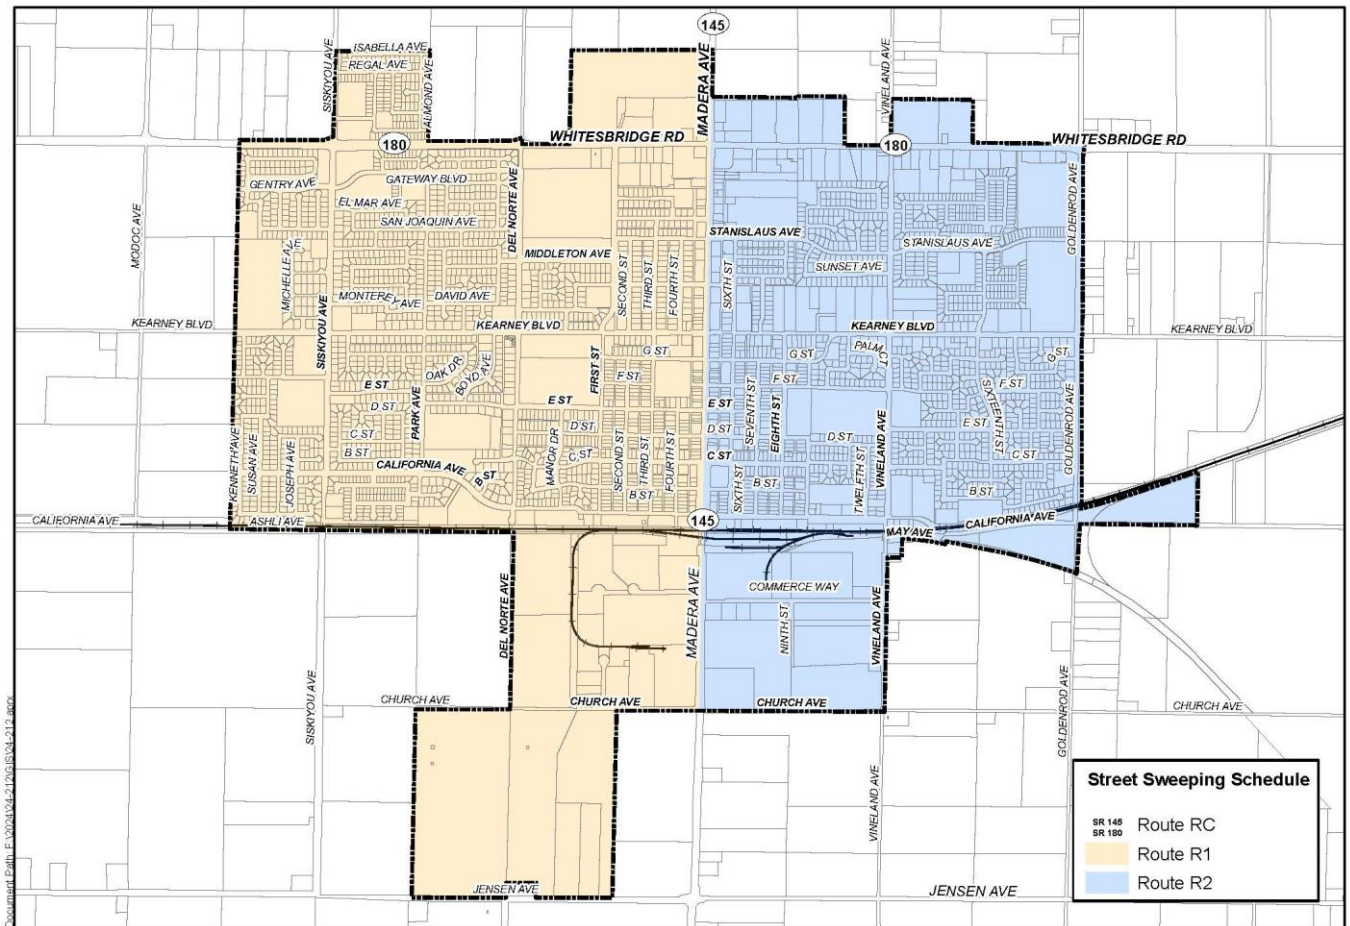 145
ISABELLA AVE
REGAL AVE
SISKIYOU AVE
ALMOND AVE
MADERA AVE
VINELAND AVE
WHITESBRIDGE RD
180
180
WHITESBRIDGE RD
GENTRY AVE
GATEWAY BLVD
DEL NORTE AVE
GOLDENROD AVE
EL MAR AVE
SAN JOAQUIN AVE
MODOC AVE
STANISLAUS AVE
STANISLAUS AVE
MICHELLE AVE
MIDDLETON AVE
SECOND ST
THIRD ST
FOURTH ST
SIXTH ST
SUNSET AVE
MONTEREY AVE
DAVID AVE
KEARNEY BLVD
KEARNEY BLVD
KEARNEY BLVD
KEARNEY BLVD
SISKIYOU AVE
G ST
G ST
PALM CT
G ST
OAK DR
BOYD AVE
FIRST ST
F ST
F ST
F ST
E ST
E ST
E ST
SEVENTH ST
EIGHTH ST
SIXTEENTH ST
GOLDENROD AVE
D ST
PARK AVE
D ST
D ST
E ST
C ST
MANOR DR
SECOND ST
THIRD ST
FOURTH ST
D ST
VINELAND AVE
B ST
C ST
C ST
C ST
KENNETH AVE
SUSAN AVE
JOSEPH AVE
CALIFORNIA AVE
B ST
B ST
SIXTH ST
B ST
TWELFTH ST
B ST
CALIFORNIA AVE
ASHLI AVE
145
MAY AVE
CALIFORNIA AVE
DEL NORTE AVE
MADERA AVE
COMMERCE WAY
NINTH ST
VINELAND AVE
SISKIYOU AVE
CHURCH AVE
CHURCH AVE
CHURCH AVE
CHURCH AVE
GOLDENROD AVE
VINELAND AVE
JENSEN AVE
JENSEN AVE
Street Sweeping Schedule
SR 145
SR 180
Route RC
Route R1
Route R2
Document Path: F:\2024\24-212\GIS\24-212.aprx